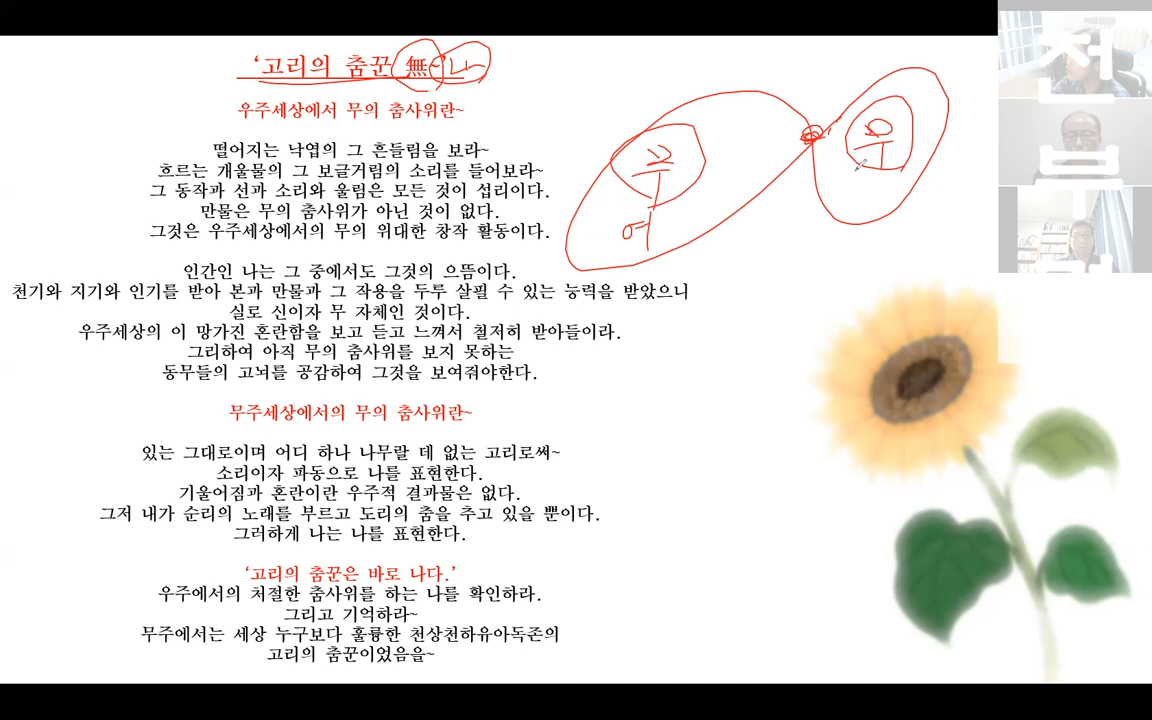 ‘고리의 춤꾼 無~나’
우주세상에서 무의 춤사위란~
떨어지는 낙엽의 그 흔들림을 보라~
흐르는 개울물의 그 보글거림의 소리를 들어보라~
그 동작과 선과 소리와 울림은 모든 것이 섭리이다.
만물은 무의 춤사위가 아닌 것이 없다.
그것은 우주세상에서의 무의 위대한 창작 활동이다.
인간인 나는 그 중에서도 그것의 으뜸이다.
천기와 지기와 인기를 받아 본과 만물과 그 작용을 두루 살필 수 있는 능력을 받았으니
실로 신이자 무 자체인 것이다.
우주세상의 이 망가진 혼란함을 보고 듣고 느껴서 철저히 받아들이라.
그리하여 아직 무의 춤사위를 보지 못하는
동무들의 고뇌를 공감하여 그것을 보여줘야한다.
무주세상에서의 무의 춤사위란~
있는 그대로이며 어디 하나 나무랄 데 없는 고리로써~
소리이자 파동으로 나를 표현한다.
기울어짐과 혼란이란 우주적 결과물은 없다.
그저 내가 순리의 노래를 부르고 도리의 춤을 추고 있을 뿐이다.
그러하게 나는 나를 표현한다.
‘고리의 춤꾼은 바로 나다.’
우주에서의 처절한 춤사위를 하는 나를 확인하라.
그리고 기억하라~
무주에서는 세상 누구보다 훌륭한 천상천하유아독존의
고리의 춤꾼이었음을~